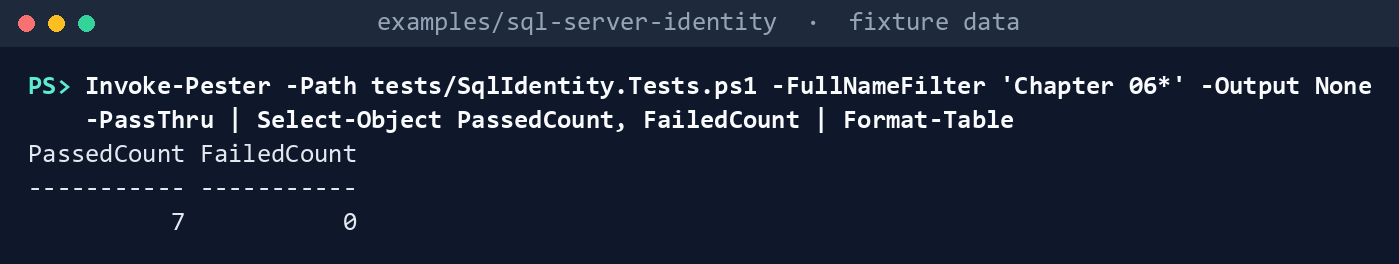 examples/sql-server-identity · fixture data
PS> Invoke-Pester -Path tests/SqlIdentity.Tests.ps1 -FullNameFilter 'Chapter 06*' -Output None
-PassThru | Select-Object PassedCount, FailedCount | Format-Table
PassedCount FailedCount
----------- -----------
7 0